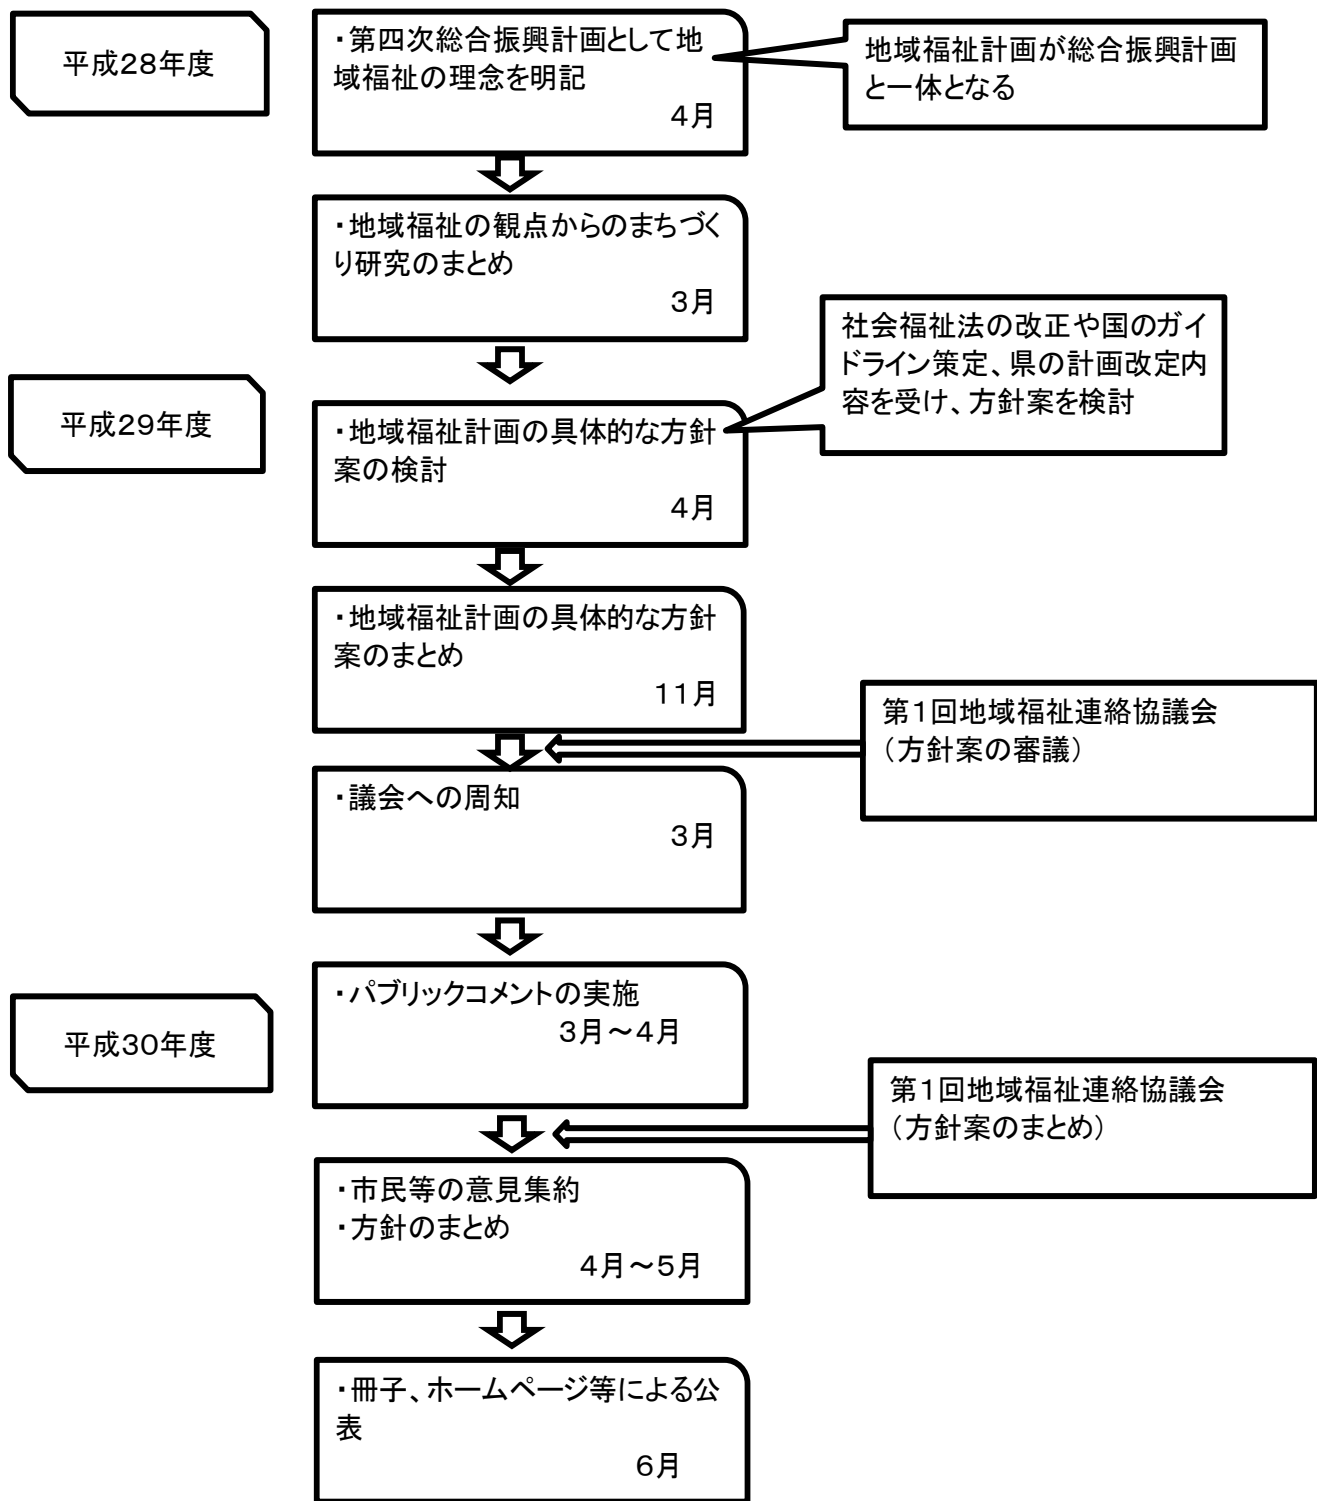 平成28年度
・第四次総合振興計画として地
域福祉の理念を明記
4月
地域福祉計画が総合振興計画
と一体となる
・地域福祉の観点からのまちづく
り研究のまとめ
3月
社会福祉法の改正や国のガイ
ドライン策定、県の計画改定内
容を受け、方針案を検討
平成29年度
・地域福祉計画の具体的な方針
案の検討
4月
・地域福祉計画の具体的な方針
案のまとめ
11月
第1回地域福祉連絡協議会
(方針案の審議)
・議会への周知
3月
・パブリックコメントの実施
3月~4月
平成30年度
第1回地域福祉連絡協議会
(方針案のまとめ)
・市民等の意見集約
・方針のまとめ
4月~5月
・冊子、ホームページ等による公
表
6月